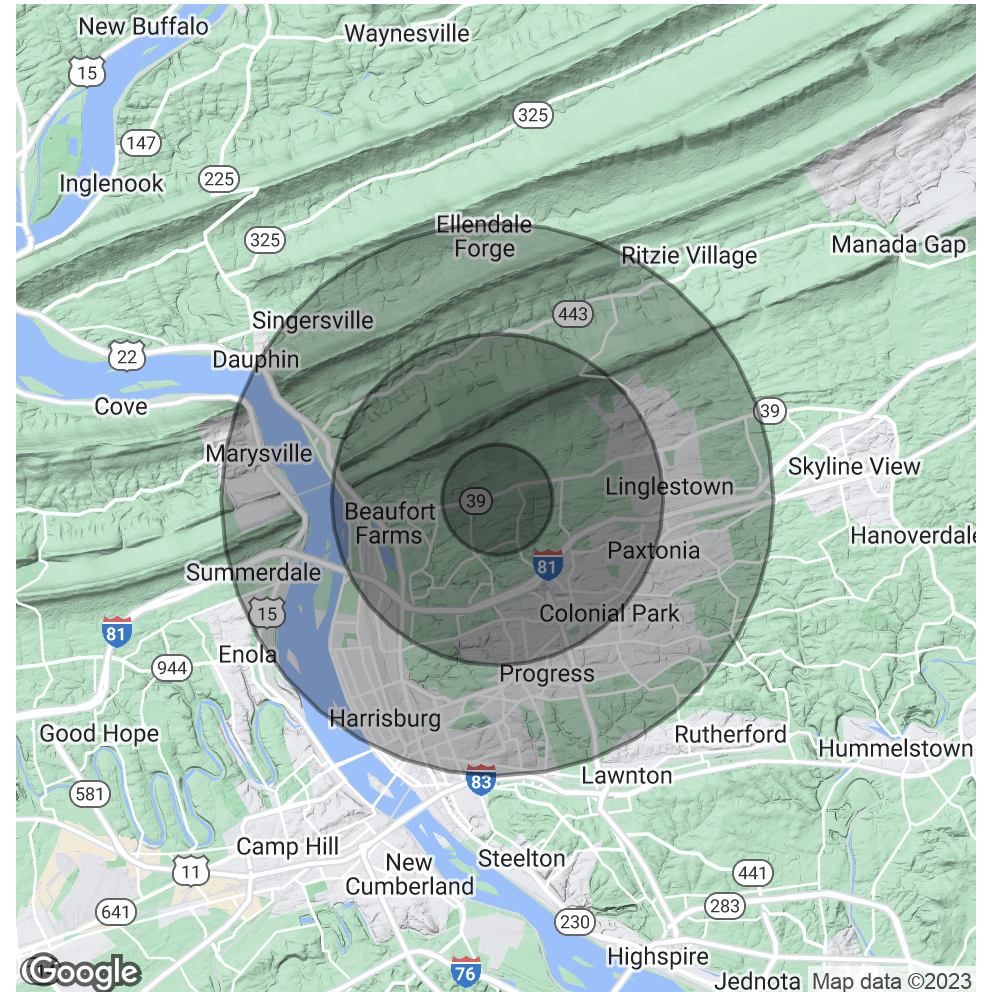 New Buffalo
Waynesville
15
325
147
Inglenook
225
Ellendale
Forge
325
Ritzie Village
Manada Gap
443
Singersville
22
Dauphin
Cove
39
Marysville
Skyline View
Linglestown
39
Beaufort
Farms
Hanoverdale
Paxtonia
81
Summerdale
15
Colonial Park
81
Enola
944
Progress
Harrisburg
Good Hope
Rutherford
Hummelstown
83
Lawnton
581
Camp Hill
11
New
Cumberland
Steelton
441
283
641
230
Highspire
76
Google
Jednota
Map data ©2023